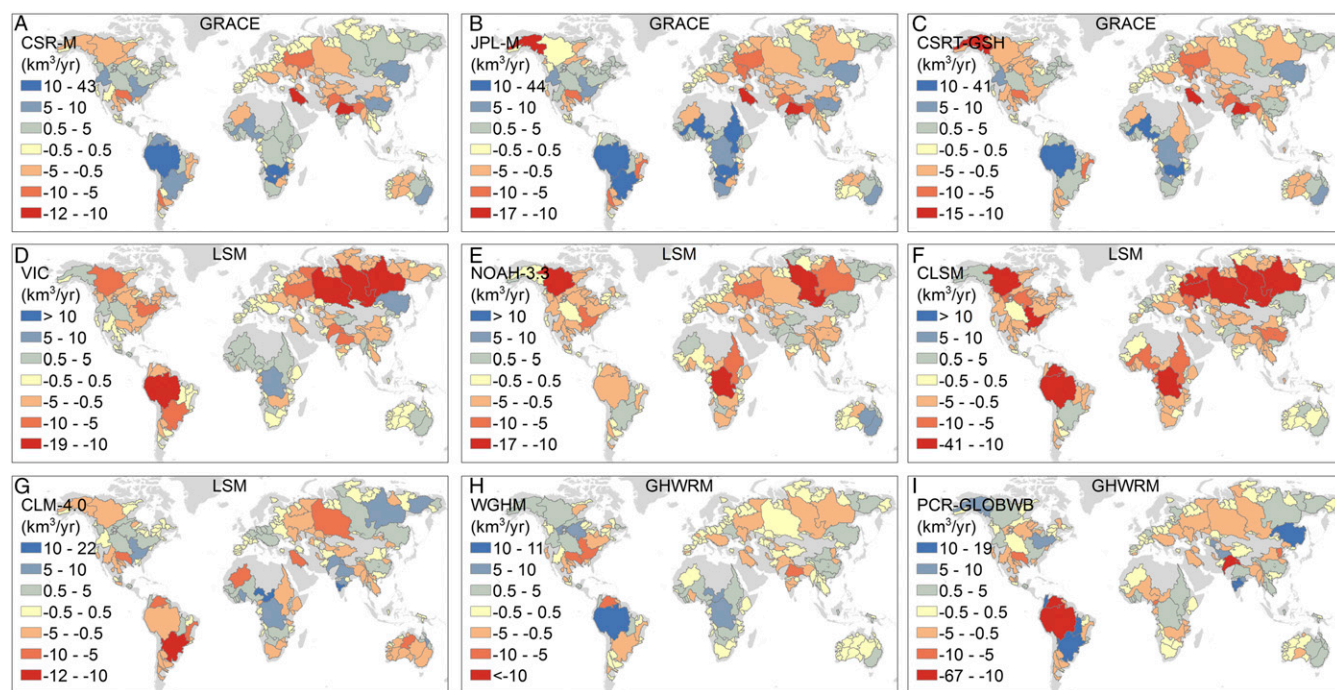 A GRACE
CSR-M
(km³/yr)
10 - 43
5 - 10
0.5 - 5
-0.5 - 0.5
-5 - -0.5
-10 - -5
-12 - -10
B GRACE
JPL-M
(km³/yr)
10 - 44
5 - 10
0.5 - 5
-0.5 - 0.5
-5 - -0.5
-10 - -5
-17 - -10
C GRACE
CSRT-GSH
(km³/yr)
10 - 41
5 - 10
0.5 - 5
-0.5 - 0.5
-5 - -0.5
-10 - -5
-15 - -10
D LSM
VIC
(km³/yr)
> 10
5 - 10
0.5 - 5
-0.5 - 0.5
-5 - -0.5
-10 - -5
-19 - -10
E LSM
NOAH-3.3
(km³/yr)
> 10
5 - 10
0.5 - 5
-0.5 - 0.5
-5 - -0.5
-10 - -5
-17 - -10
F LSM
CLSM
(km³/yr)
> 10
5 - 10
0.5 - 5
-0.5 - 0.5
-5 - -0.5
-10 - -5
-41 - -10
G LSM
CLM-4.0
(km³/yr)
10 - 22
5 - 10
0.5 - 5
-0.5 - 0.5
-5 - -0.5
-10 - -5
-12 - -10
H GHWRM
WGHM
(km³/yr)
10 - 11
5 - 10
0.5 - 5
-0.5 - 0.5
-5 - -0.5
-10 - -5
<-10
I GHWRM
PCR-GLOBWB
(km³/yr)
10 - 19
5 - 10
0.5 - 5
-0.5 - 0.5
-5 - -0.5
-10 - -5
-67 - -10